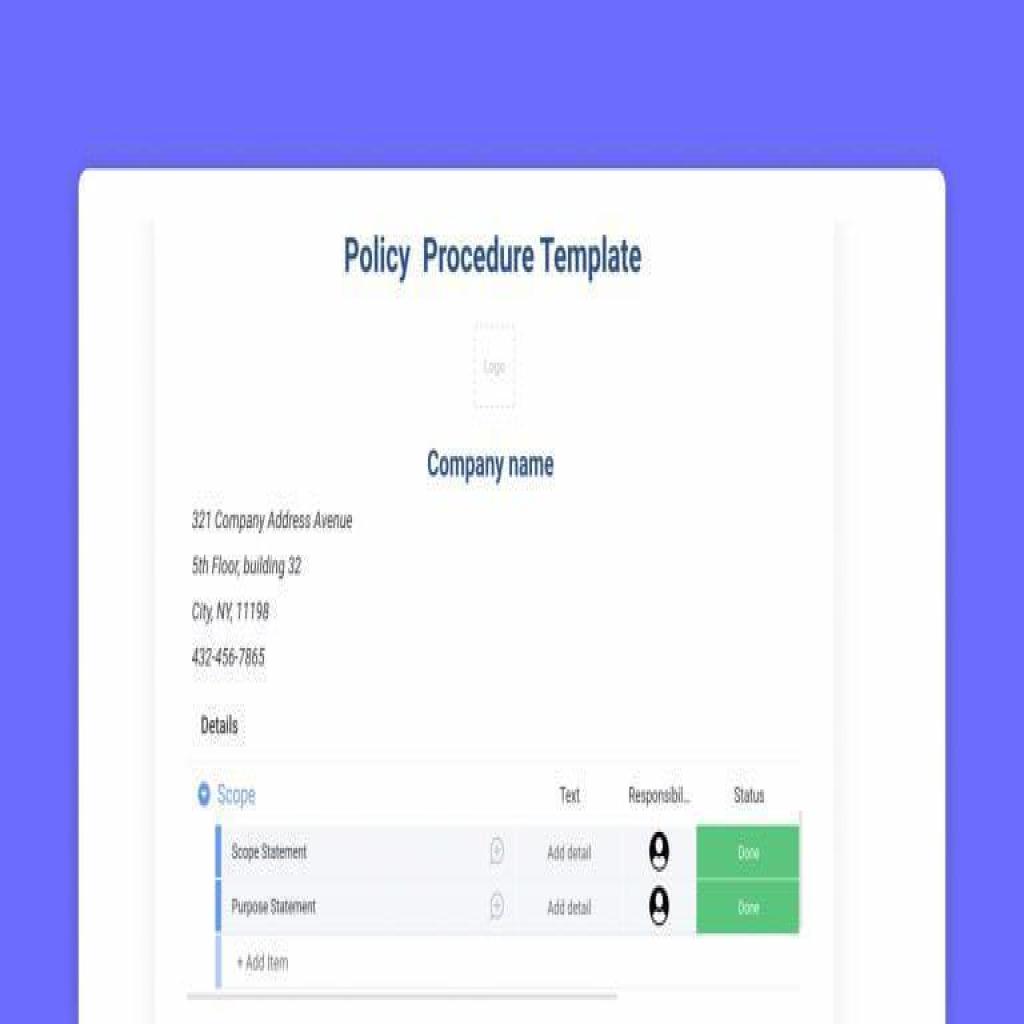 Policy Procedure Template
Logo
Company name
321 Company Address Avenue
5th Floor, building 32
City, NY, 11198
432-456-7865
Details
Scope Text Responsibil... Status
Scope Statement Add detail Done
Purpose Statement Add detail Done
+ Add Item